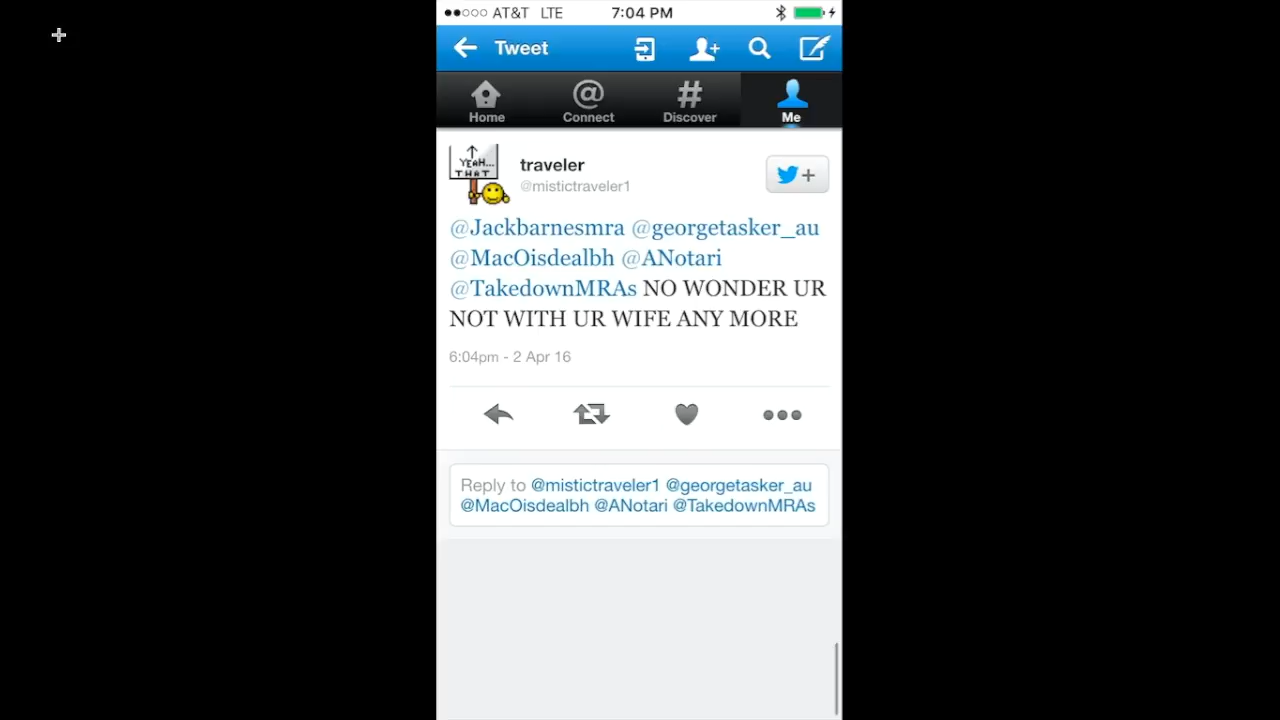 AT&T LTE 7:04 PM
Tweet
Home Connect Discover Me
YEAH...
THAT
traveler
@mistictraveler1
@Jackbarnesmra @georgetasker_au
@MacOisdealbh @ANotari
@TakedownMRAs NO WONDER UR
NOT WITH UR WIFE ANY MORE
6:04pm - 2 Apr 16
Reply to @mistictraveler1 @georgetasker_au
@MacOisdealbh @ANotari @TakedownMRAs